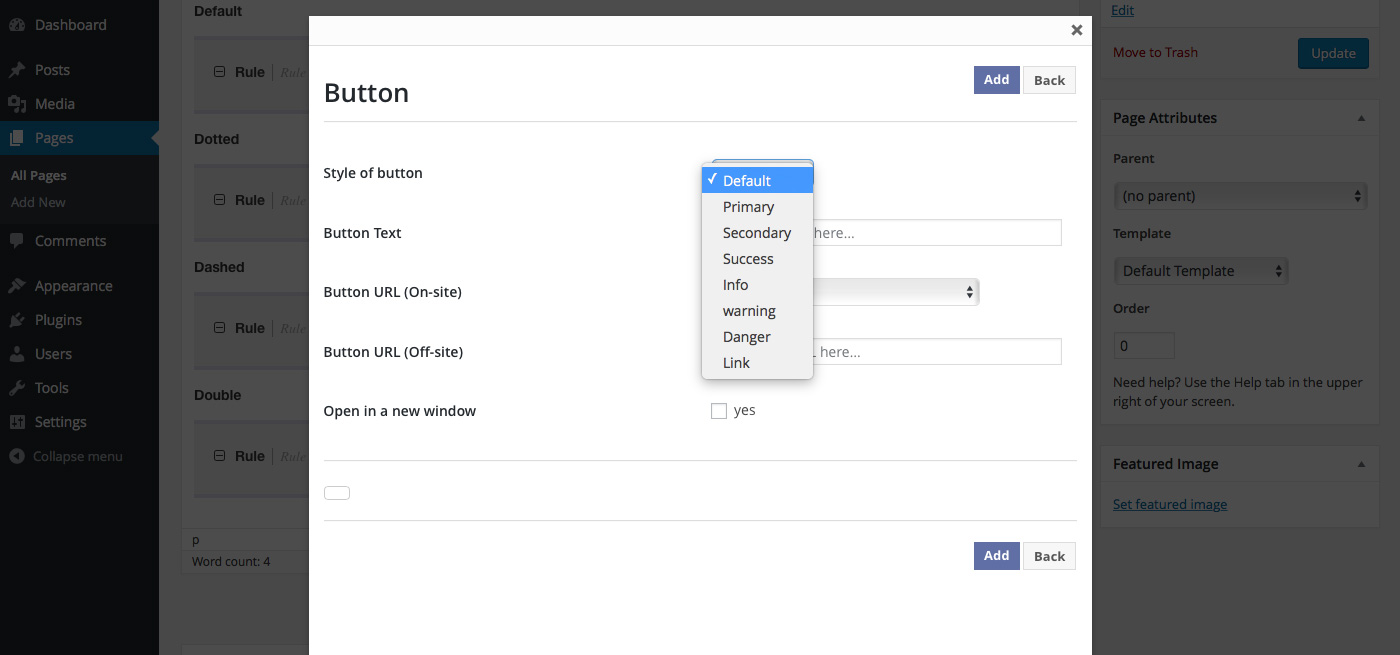 Dashboard
Posts
Media
Pages
All Pages
Add New
Comments
Appearance
Plugins
Users
Tools
Settings
Collapse menu
Default
Rule Rule
Dotted
Rule Rule
Dashed
Rule Rule
Double
Rule Rule
p
Word count: 4
Button
Add Back
Style of button
Default
Primary
Secondary
Success
Info
warning
Danger
Link
Button Text
here...
Button URL (On-site)
Button URL (Off-site)
here...
Open in a new window
yes
Add Back
Edit
Move to Trash
Update
Page Attributes
Parent
(no parent)
Template
Default Template
Order
0
Need help? Use the Help tab in the upper
right of your screen.
Featured Image
Set featured image